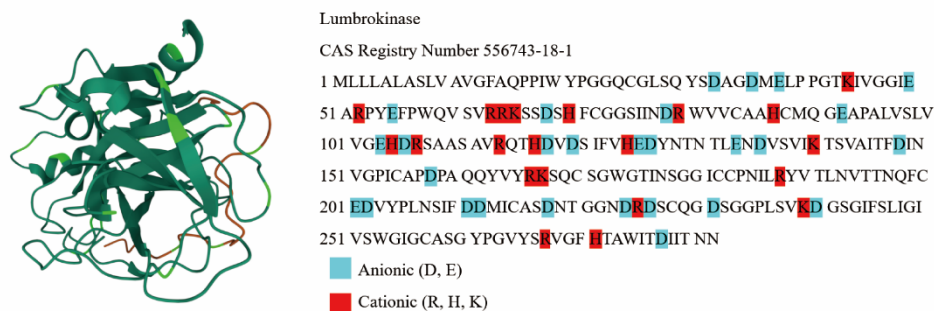 Lumbrokinase
CAS Registry Number 556743-18-1
1 MLLLALASLV AVGFAQPPIW YPGGQCGLSQ YSDAGDMELP PGTKIVGGIE
51 ARPYEFPWQV SVRRKSSDSH FCGGSIINDR WVVCAAHCMQ GEAPALVSLV
101 VGEHDRSAAS AVRQTHDVDS IFVHEDYNTN TLENDVSVIK TSVAITFDIN
151 VGPICAPDPA QQYVYRKSQC SGWGTINSGG ICCPNILRYV TLNVTTNQFC
201 EDVYPLNSIF DDMICASDNT GGNDRDSCQG DSGGPLSVKD GSGIFSLIGI
251 VSWGIGCASG YPGVYSRVGF HTAWITDIIT NN
Anionic (D, E)
Cationic (R, H, K)